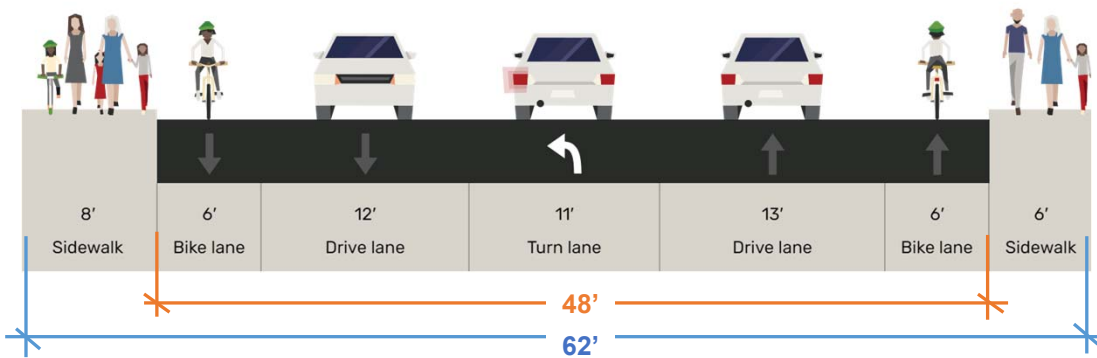 8' 6' 12' 11' 13' 6' 6'
Sidewalk Bike lane Drive lane Turn lane Drive lane Bike lane Sidewalk
48'
62'